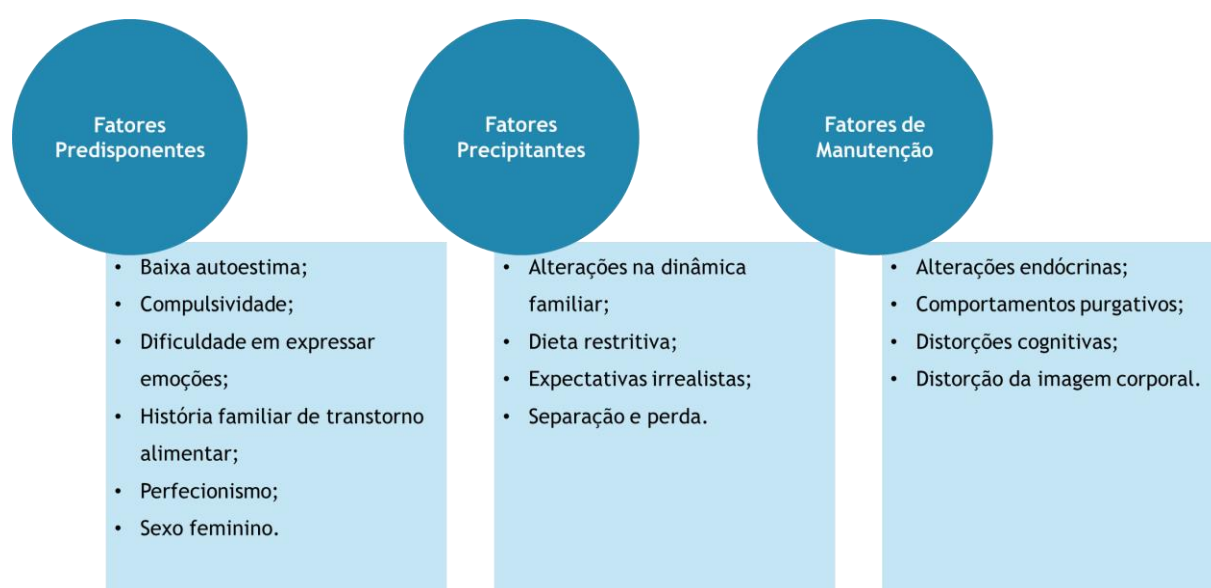 Fatores
Predisponentes
• Baixa autoestima;
• Compulsividade;
• Dificuldade em expressar
emoções;
• História familiar de transtorno
alimentar;
• Perfecionismo;
• Sexo feminino.
Fatores
Precipitantes
• Alterações na dinâmica
familiar;
• Dieta restritiva;
• Expectativas irrealistas;
• Separação e perda.
Fatores de
Manutenção
• Alterações endócrinas;
• Comportamentos purgativos;
• Distorções cognitivas;
• Distorção da imagem corporal.